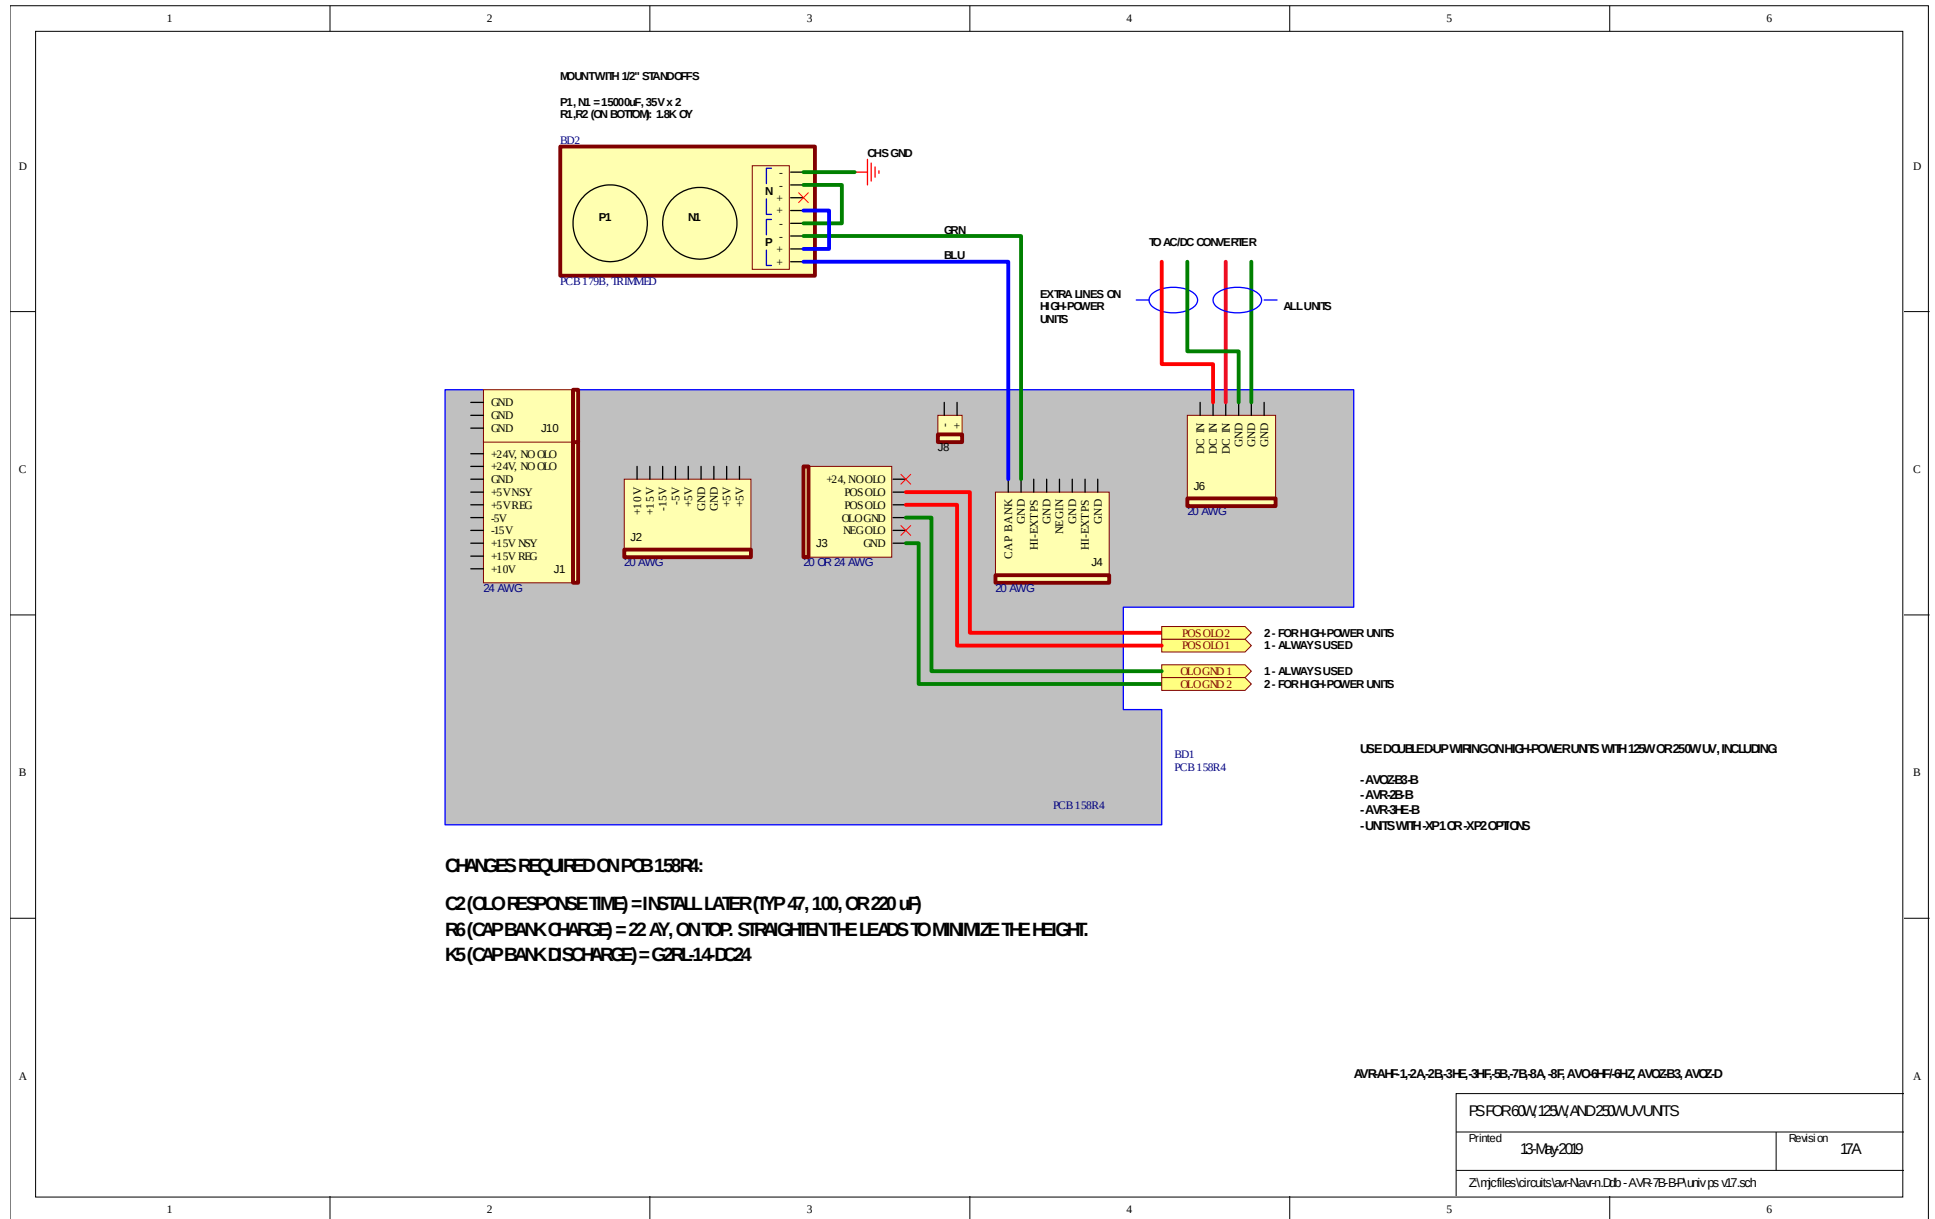 1 2 3 4 5 6
MOUNT WITH 1/2" STANDOFFS
P1, N1 = 15000uF, 35V x 2
R1,R2 (ON BOTTOM): 1.8K OY
BD2
P1
N1
N
P
-
-
+
+
-
-
+
+
CHS GND
PCB 179B, TRIMMED
GRN
BLU
TO AC/DC CONVERTER
EXTRA LINES ON
HIGH-POWER
UNITS
ALL UNITS
D
D
GND
GND
GND
J10
+24V, NO OLO
+24V, NO OLO
GND
+5V NSY
+5V REG
-5V
-15V
+15V NSY
+15V REG
+10V
J1
24 AWG
+10V
+15V
-15V
-5V
+5V
GND
GND
+5V
+5V
J2
20 AWG
+24, NO OLO
POS OLO
POS OLO
OLO GND
NEG OLO
GND
J3
20 OR 24 AWG
-
+
J8
CAP BANK
GND
HI-EXT PS
GND
NEG IN
GND
HI-EXT PS
GND
J4
20 AWG
DC IN
DC IN
DC IN
GND
GND
GND
J6
20 AWG
C
C
POS OLO 2
2 - FOR HIGH-POWER UNITS
POS OLO 1
1 - ALWAYS USED
OLO GND 1
1 - ALWAYS USED
OLO GND 2
2 - FOR HIGH-POWER UNITS
BD1
PCB 158R4
PCB 158R4
USE DOUBLED UP WIRING ON HIGH-POWER UNITS WITH 125W OR 250W UV, INCLUDING:
- AVOZ-B3-B
- AVR-2B-B
- AVR-3HE-B
- UNITS WITH -XP1 OR -XP2 OPTIONS
B
B
CHANGES REQUIRED ON PCB 158R4:
C2 (OLO RESPONSE TIME) = INSTALL LATER (TYP 47, 100, OR 220 uF)
R6 (CAP BANK CHARGE) = 22 AY, ON TOP. STRAIGHTEN THE LEADS TO MINIMIZE THE HEIGHT.
K5 (CAP BANK DISCHARGE) = G2RL-14-DC24
A
A
AVR-AHF-1,-2A,-2B,-3HE,-3HF,-5B,-7B,-8A, -8F, AVO-6HF/-6HZ, AVOZ-B3, AVOZ-D
PS FOR 60W, 125W, AND 250W UV UNITS
Printed 13-May-2019
Revision 17A
Z:\mjcfiles\circuits\avr-N\avr-n.Ddb - AVR-7B-B-P\univ ps v17.sch
1 2 3 4 5 6